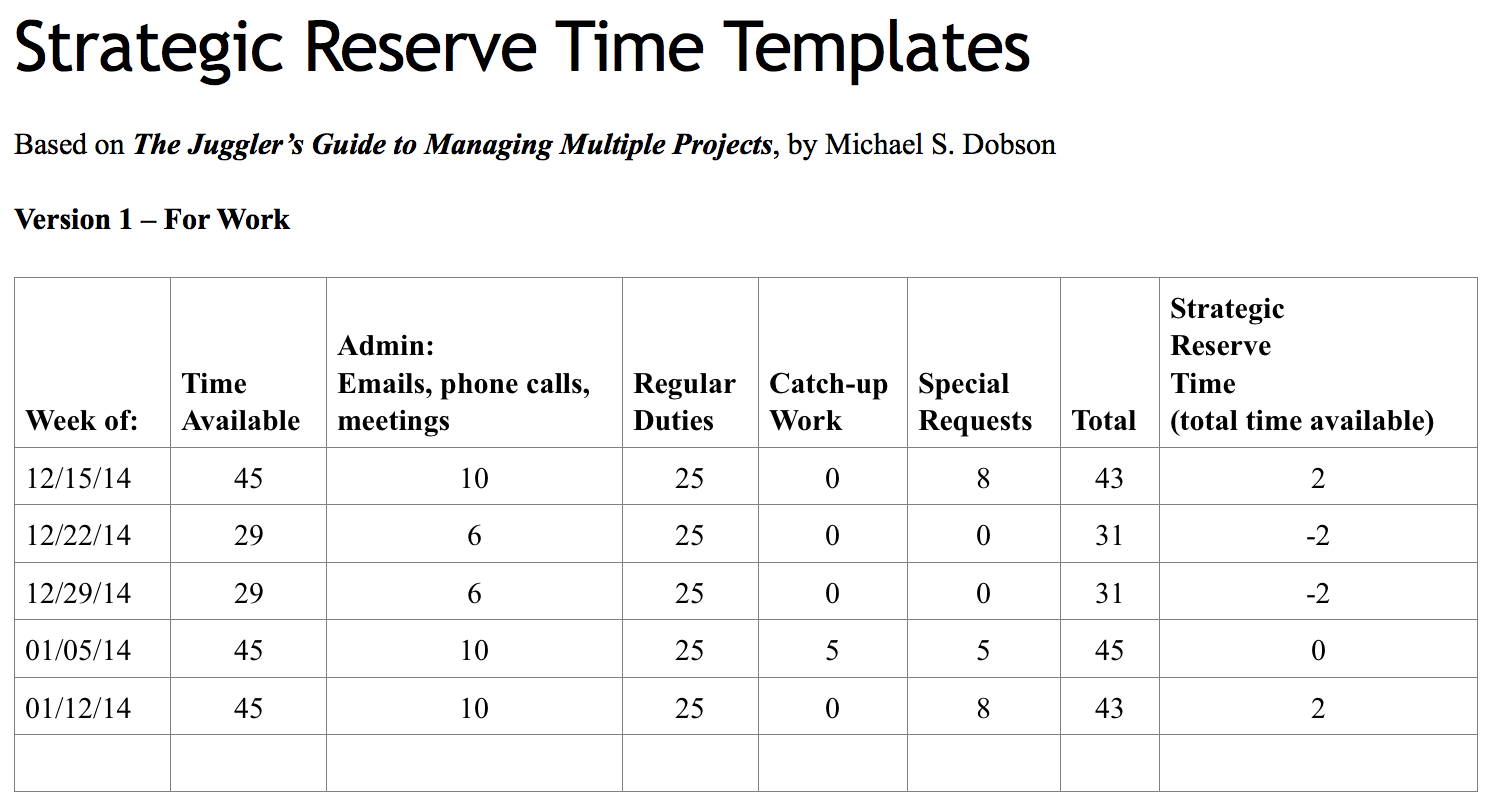 Strategic Reserve Time Templates
Based on The Juggler’s Guide to Managing Multiple Projects, by Michael S. Dobson
Version 1 – For Work
Week of: Time Available Admin: Emails, phone calls, meetings Regular Duties Catch-up Work Special Requests Total Strategic Reserve Time (total time available)
12/15/14 45 10 25 0 8 43 2
12/22/14 29 6 25 0 0 31 -2
12/29/14 29 6 25 0 0 31 -2
01/05/14 45 10 25 5 5 45 0
01/12/14 45 10 25 0 8 43 2